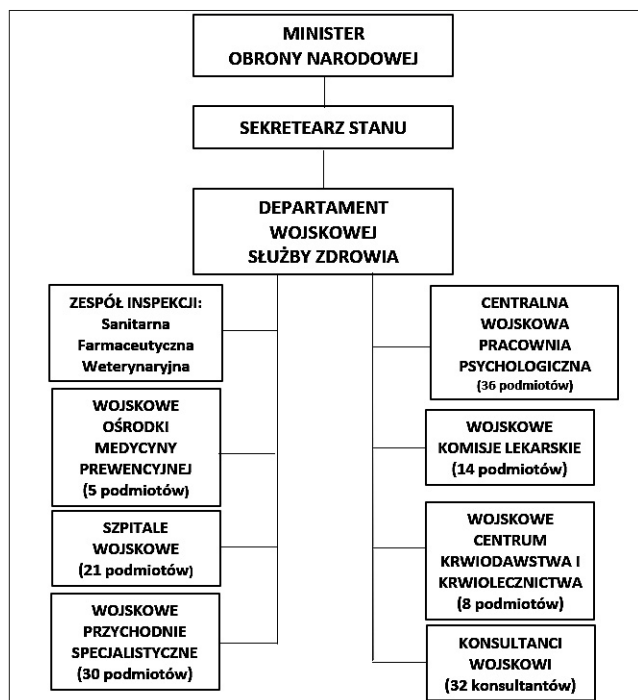 MINISTER
OBRONY NARODOWEJ
SEKRETEARZ STANU
DEPARTAMENT
WOJSKOWEJ
SŁUŻBY ZDROWIA
ZESPÓŁ INSPEKCJI:
Sanitarna
Farmaceutyczna
Weterynaryjna
WOJSKOWE
OŚRODKI
MEDYCYNY
PREWENCYJNEJ
(5 podmiotów)
SZPITALE
WOJSKOWE
(21 podmiotów)
WOJSKOWE
PRZYCHODNIE
SPECJALISTYCZNE
(30 podmiotów)
CENTRALNA
WOJSKOWA
PRACOWNIA
PSYCHOLOGICZNA
(36 podmiotów)
WOJSKOWE
KOMISJE LEKARSKIE
(14 podmiotów)
WOJSKOWE
CENTRUM
KRWIODAWSTWA I
KRWIOLECZNICTWA
(8 podmiotów)
KONSULTANCI
WOJSKOWI
(32 konsultantów)